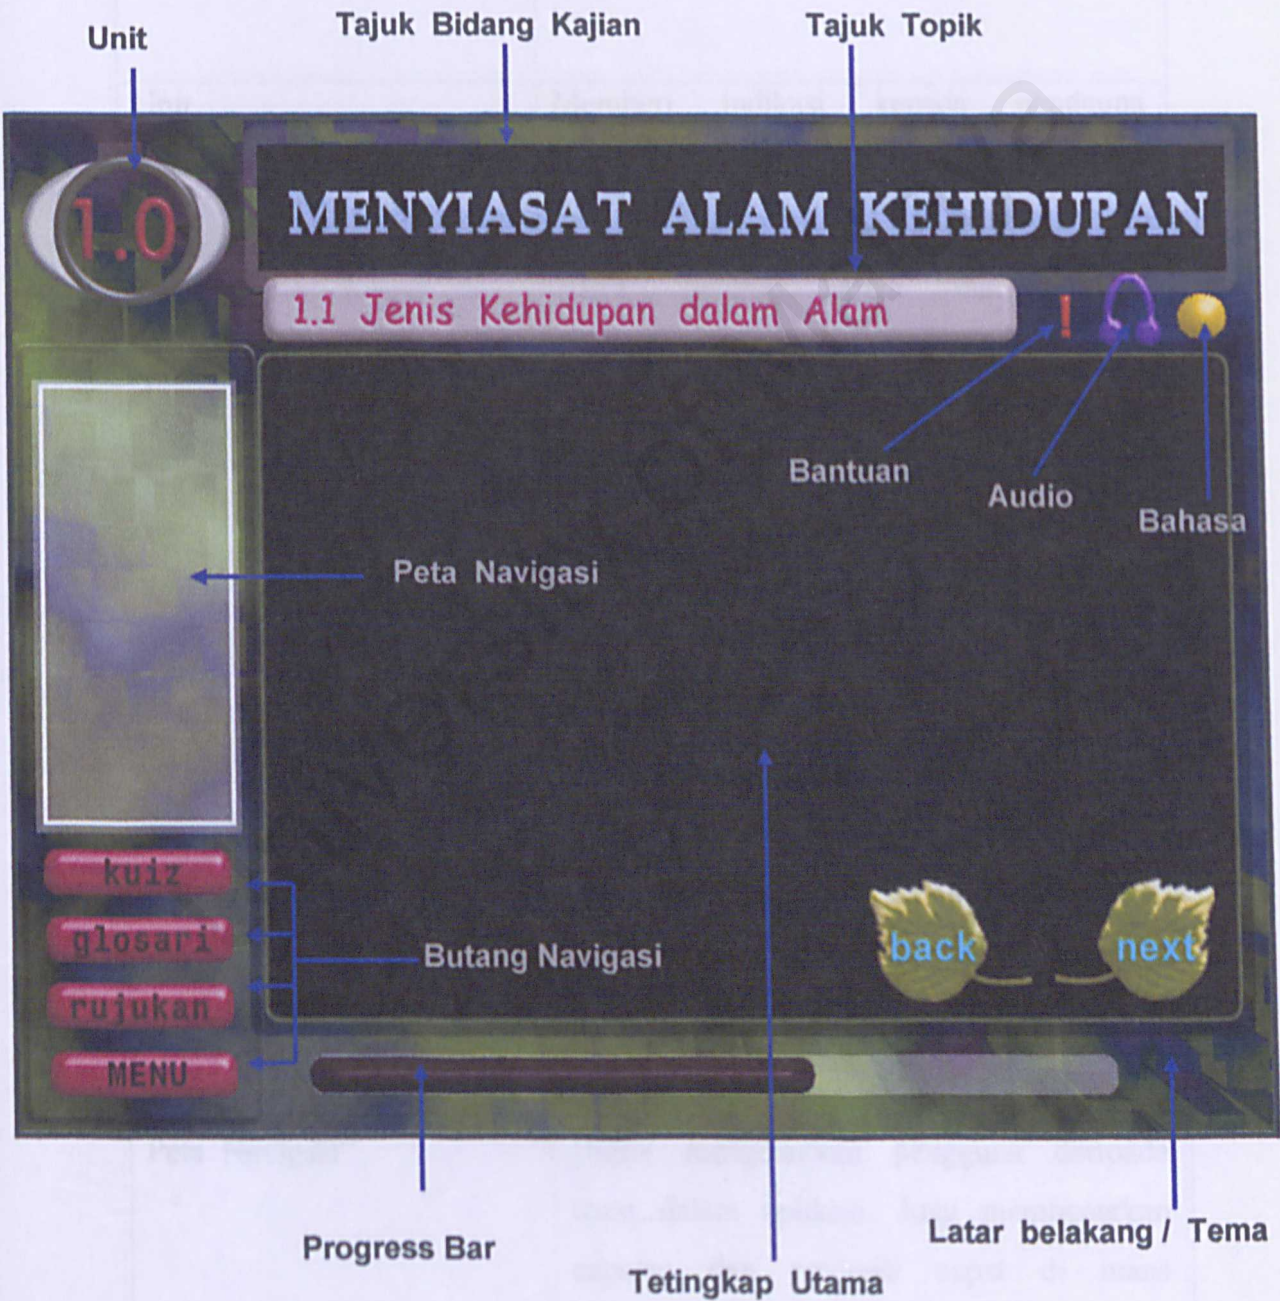 Unit
Tajuk Bidang Kajian
Tajuk Topik
1.0
MENYIASAT ALAM KEHIDUPAN
1.1 Jenis Kehidupan dalam Alam
!
Bantuan
Audio
Bahasa
Peta Navigasi
kuiz
glosari
rujukan
MENU
Butang Navigasi
back
next
Progress Bar
Tetingkap Utama
Latar belakang / Tema